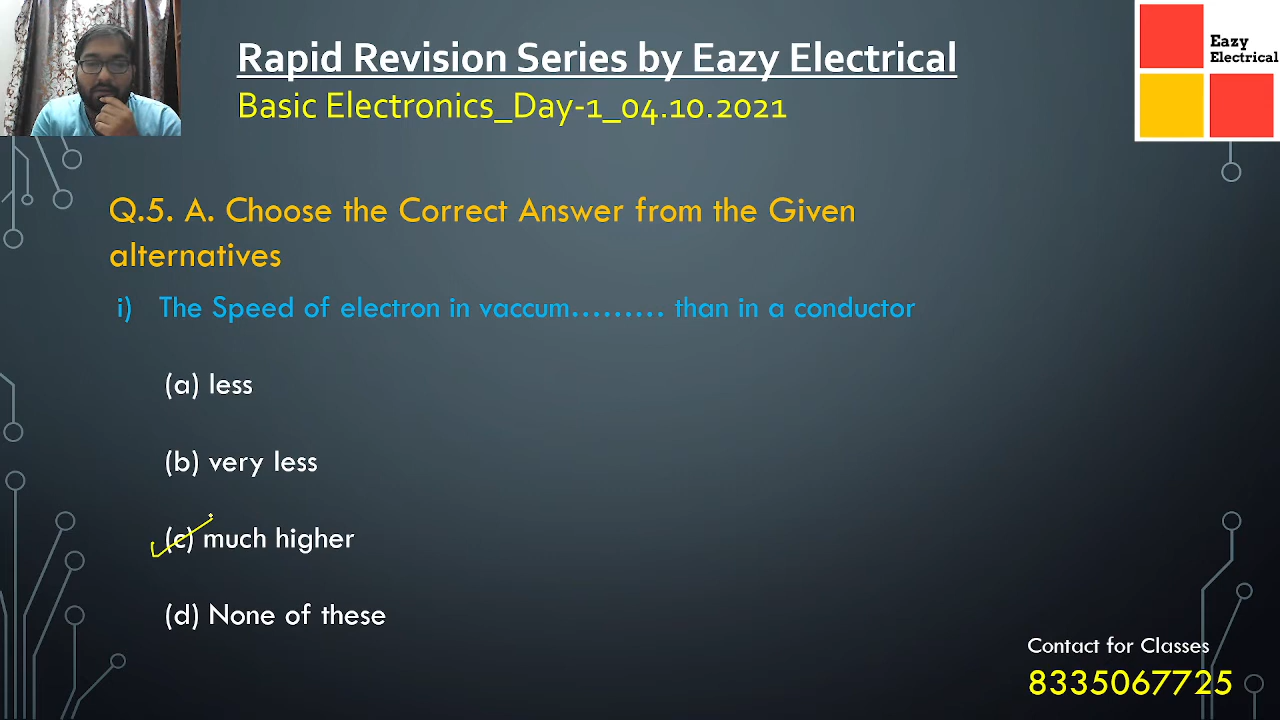 Rapid Revision Series by Eazy Electrical
Basic Electronics_Day-1_04.10.2021
Eazy
Electrical
Q.5. A. Choose the Correct Answer from the Given
alternatives
i) The Speed of electron in vaccum......... than in a conductor
(a) less
(b) very less
(c) much higher
(d) None of these
Contact for Classes
8335067725